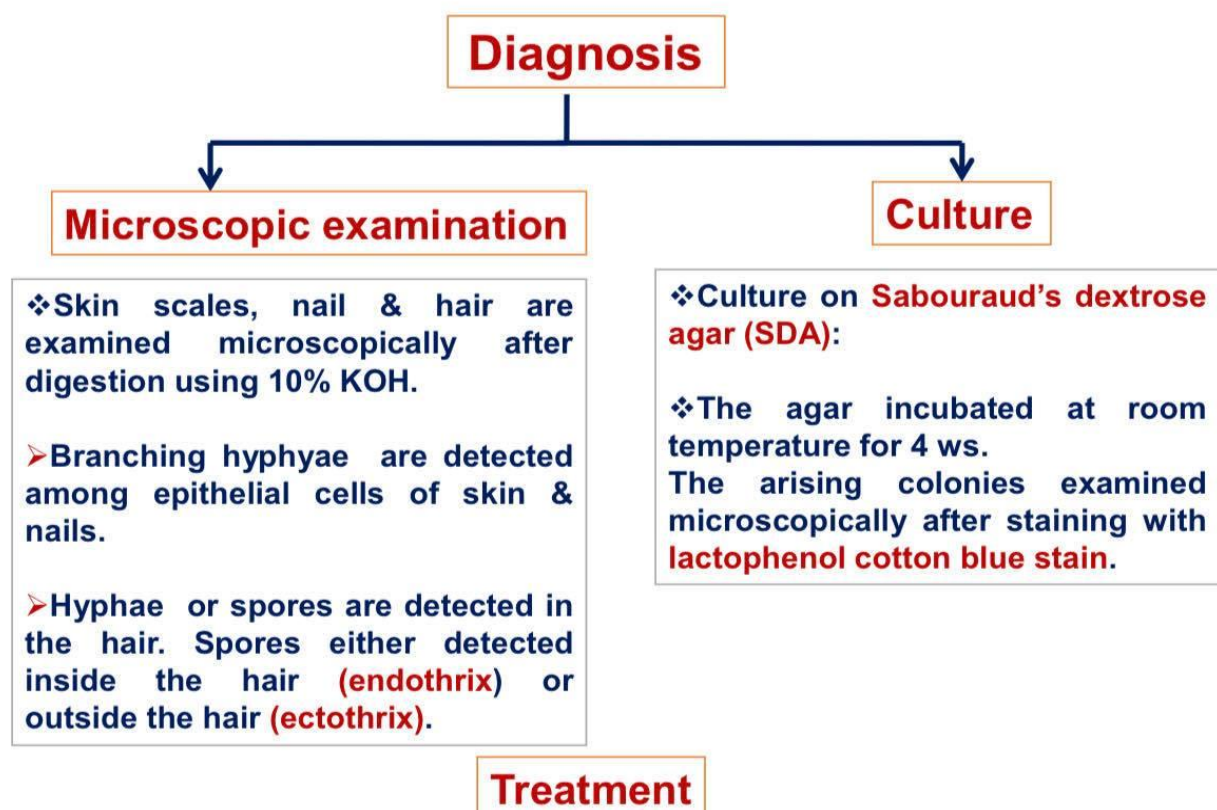 Diagnosis
Microscopic examination
❖Skin scales, nail & hair are
examined microscopically after
digestion using 10% KOH.
➢Branching hyphyae are detected
among epithelial cells of skin &
nails.
➢Hyphae or spores are detected in
the hair. Spores either detected
inside the hair (endothrix) or
outside the hair (ectothrix).
Culture
❖Culture on Sabouraud’s dextrose
agar (SDA):
❖The agar incubated at room
temperature for 4 ws.
The arising colonies examined
microscopically after staining with
lactophenol cotton blue stain.
Treatment